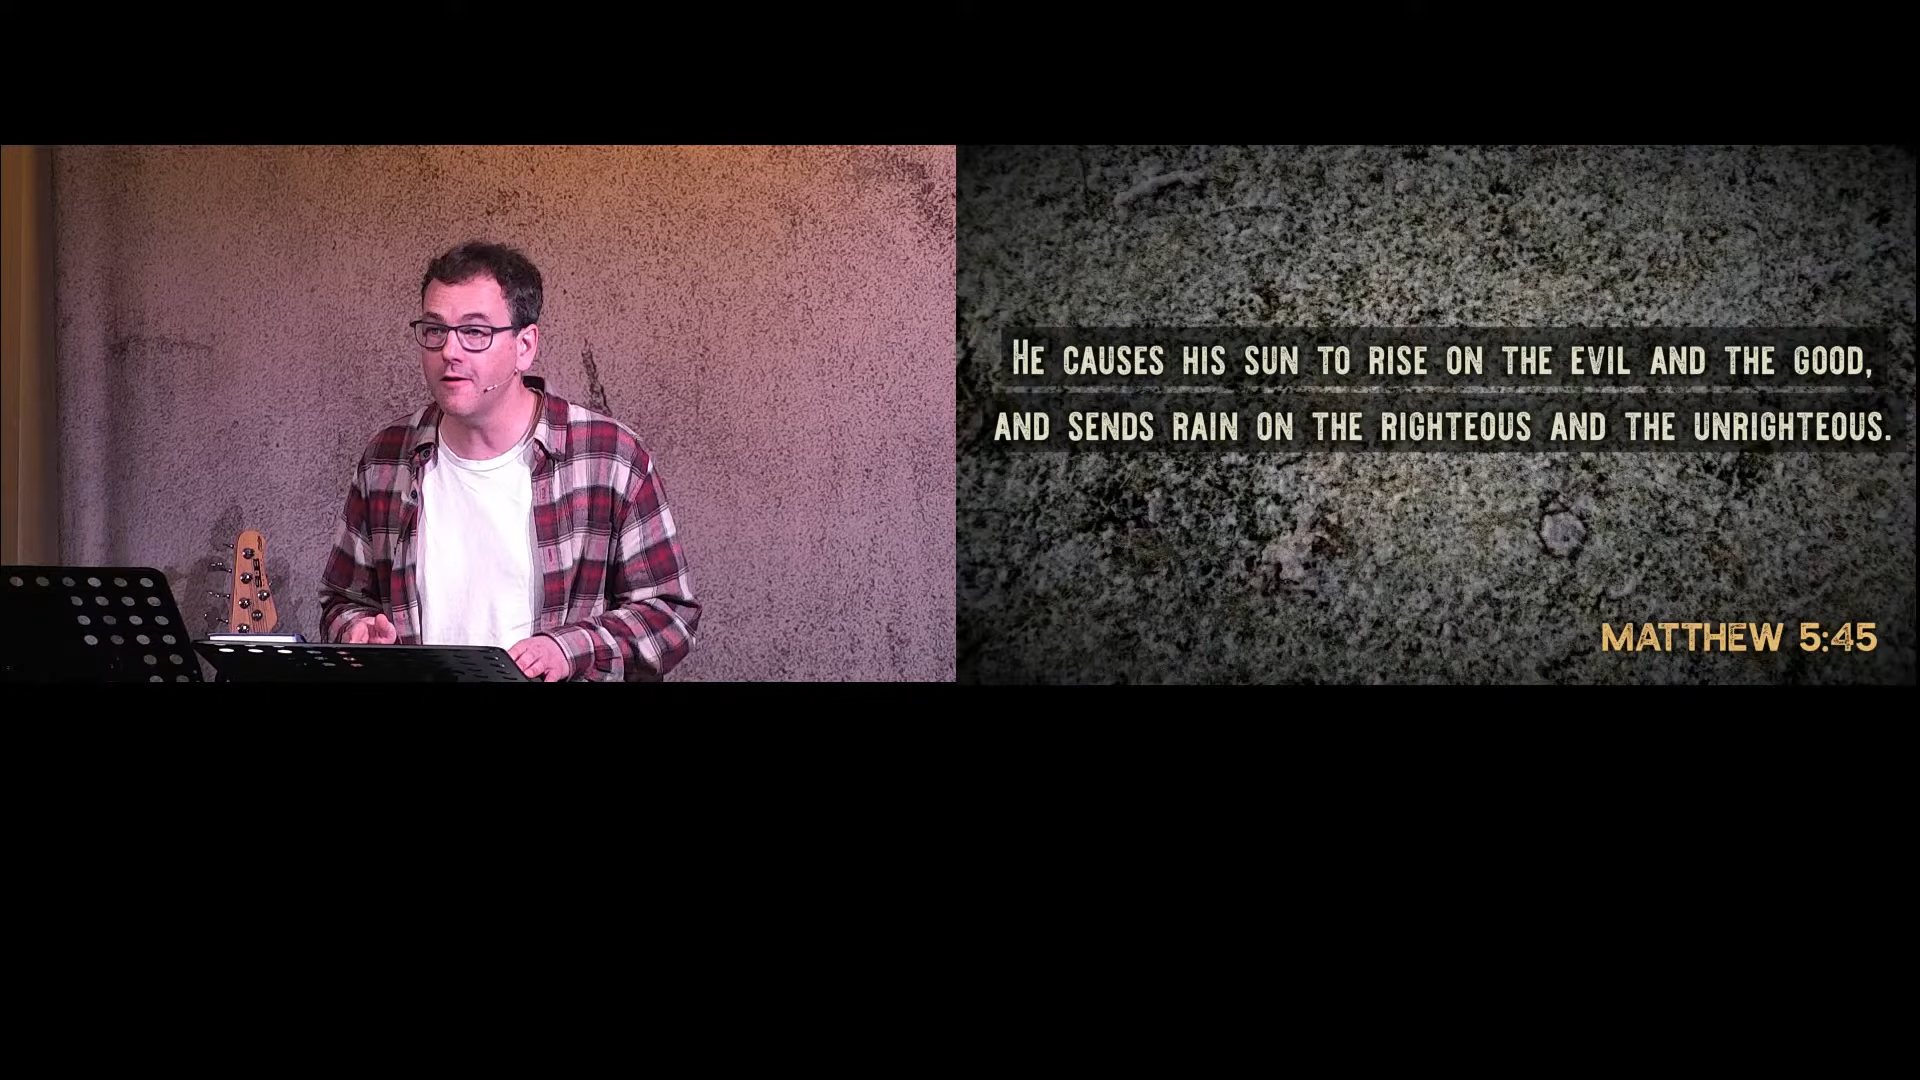 He causes his sun to rise on the evil and the good,
and sends rain on the righteous and the unrighteous.
MATTHEW 5:45